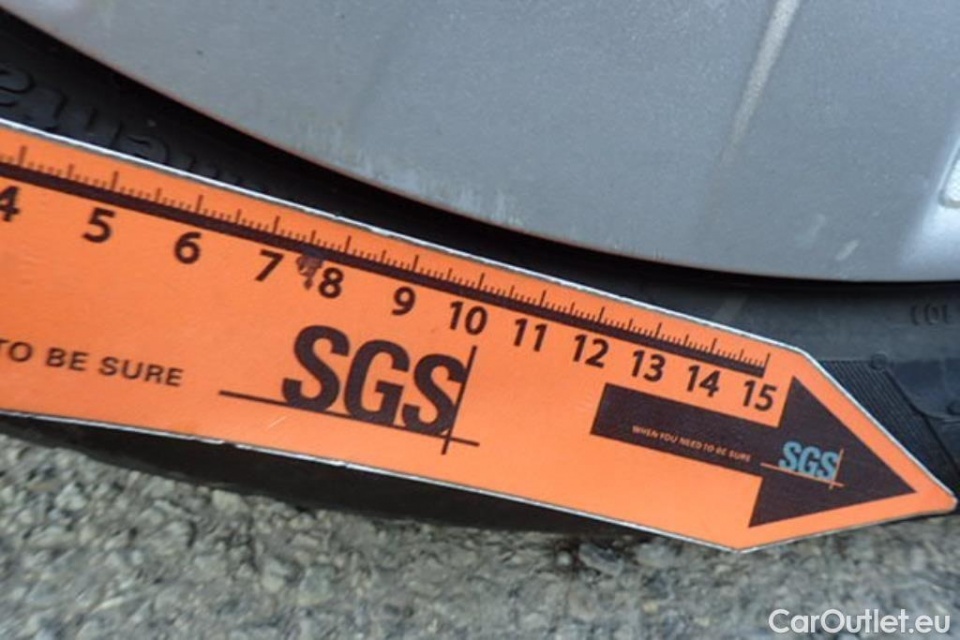 4 5 6 7 8 9 10 11 12 13 14 15
TO BE SURE
SGS
WHEN YOU NEED TO BE SURE
SGS
CarOutlet.eu